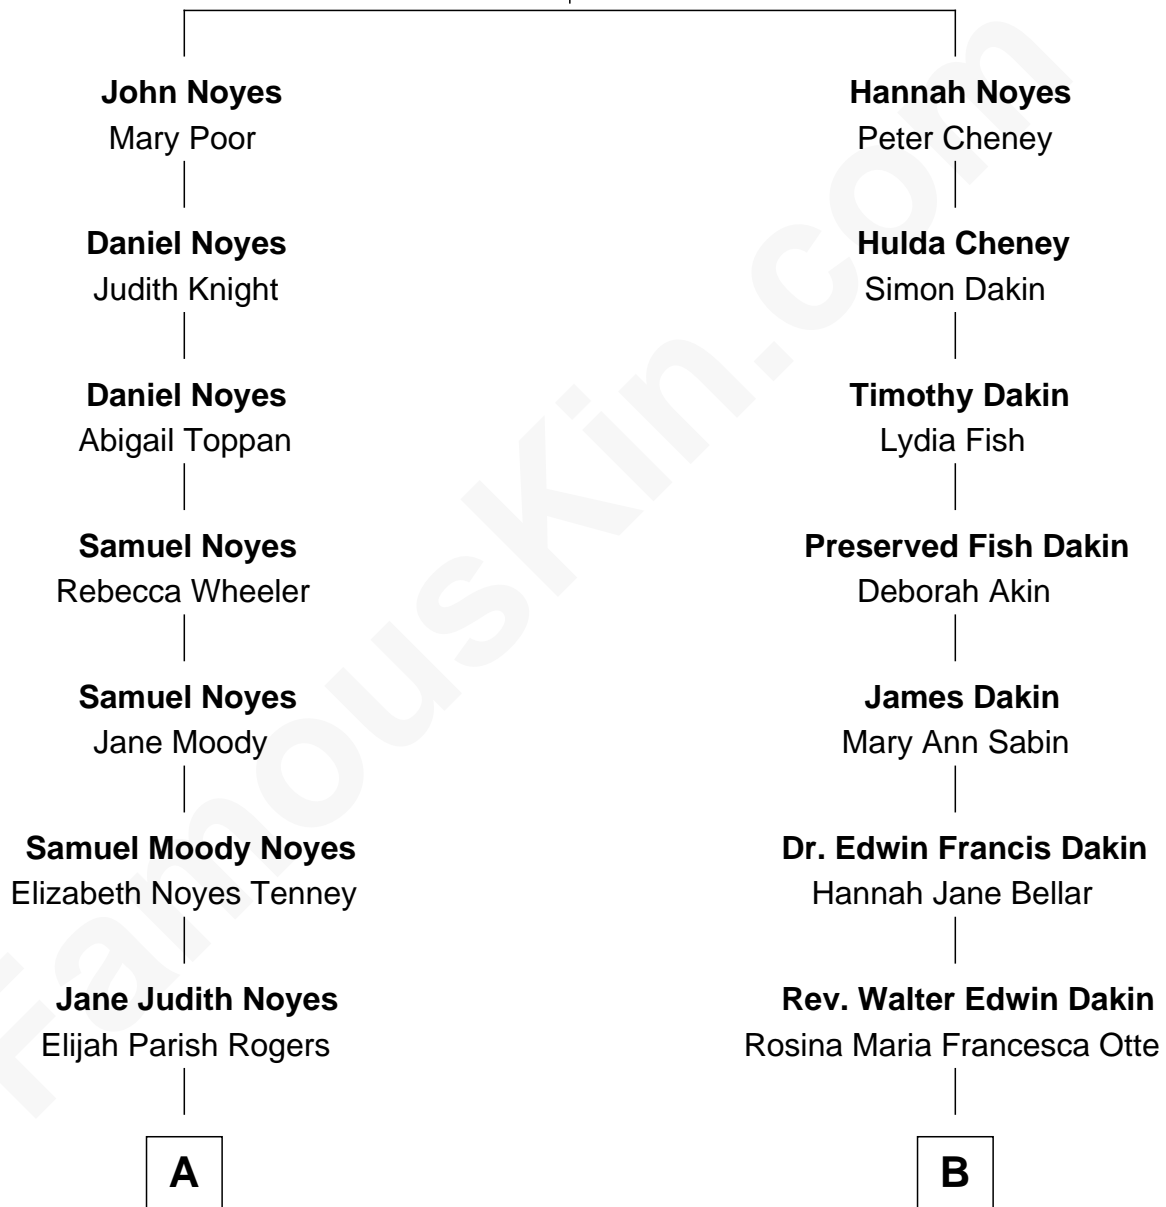 John Noyes
Mary Poor
Daniel Noyes
Judith Knight
Daniel Noyes
Abigail Toppan
Samuel Noyes
Rebecca Wheeler
Samuel Noyes
Jane Moody
Samuel Moody Noyes
Elizabeth Noyes Tenney
Jane Judith Noyes
Elijah Parish Rogers
A
Hannah Noyes
Peter Cheney
Hulda Cheney
Simon Dakin
Timothy Dakin
Lydia Fish
Preserved Fish Dakin
Deborah Akin
James Dakin
Mary Ann Sabin
Dr. Edwin Francis Dakin
Hannah Jane Bellar
Rev. Walter Edwin Dakin
Rosina Maria Francesca Otte
B
FamousKin.com